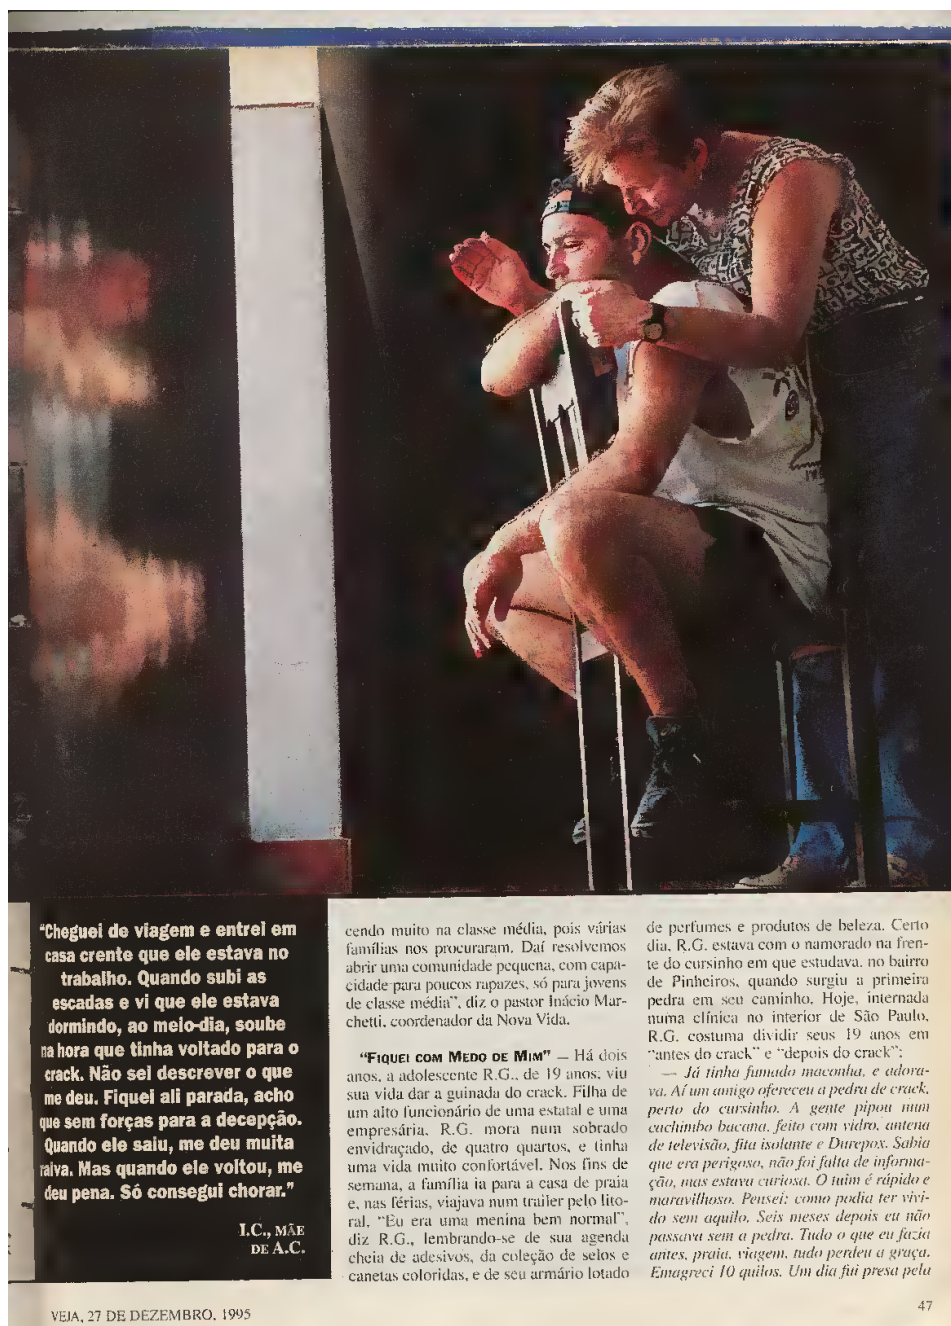 "Cheguei de viagem e entrei em
casa crente que ele estava no
trabalho. Quando subi as
escadas e vi que ele estava
dormindo, ao meio-dia, soube
na hora que tinha voltado para o
crack. Não sei descrever o que
me deu. Fiquei ali parada, acho
que sem forças para a decepção.
Quando ele saiu, me deu muita
raiva. Mas quando ele voltou, me
deu pena. Só consegui chorar."
I.C., MÃE
DE A.C.
cendo muito na classe média, pois várias
famílias nos procuraram. Daí resolvemos
abrir uma comunidade pequena, com capa-
cidade para poucos rapazes, só para jovens
de classe média", diz o pastor Inácio Mar-
chetti, coordenador da Nova Vida.
"FIQUEI COM MEDO DE MIM" — Há dois
anos, a adolescente R.G., de 19 anos, viu
sua vida dar a guinada do crack. Filha de
um alto funcionário de uma estatal e uma
empresária, R.G. mora num sobrado
envidraçado, de quatro quartos, e tinha
uma vida muito confortável. Nos fins de
semana, a família ia para a casa de praia
e, nas férias, viajava num trailer pelo lito-
ral. "Eu era uma menina bem normal",
diz R.G., lembrando-se de sua agenda
cheia de adesivos, da coleção de selos e
canetas coloridas, e de seu armário lotado
de perfumes e produtos de beleza. Certo
dia, R.G. estava com o namorado na fren-
te do cursinho em que estudava, no bairro
de Pinheiros, quando surgiu a primeira
pedra em seu caminho. Hoje, internada
numa clínica no interior de São Paulo,
R.G. costuma dividir seus 19 anos em
"antes do crack" e "depois do crack":
— Já tinha fumado maconha, e adora-
va. Aí um amigo ofereceu a pedra de crack,
perto do cursinho. A gente pipou num
cachimbo bacana, feito com vidro, antena
de televisão, fita isolante e Durepox. Sabia
que era perigoso, não foi falta de informa-
ção, mas estava curiosa. O tuim é rápido e
maravilhoso. Pensei: como podia ter vivi-
do sem aquilo. Seis meses depois eu não
passava sem a pedra. Tudo o que eu fazia
antes, praia, viagem, tudo perdeu a graça.
Emagreci 10 quilos. Um dia fui presa pela
VEJA, 27 DE DEZEMBRO, 1995
47